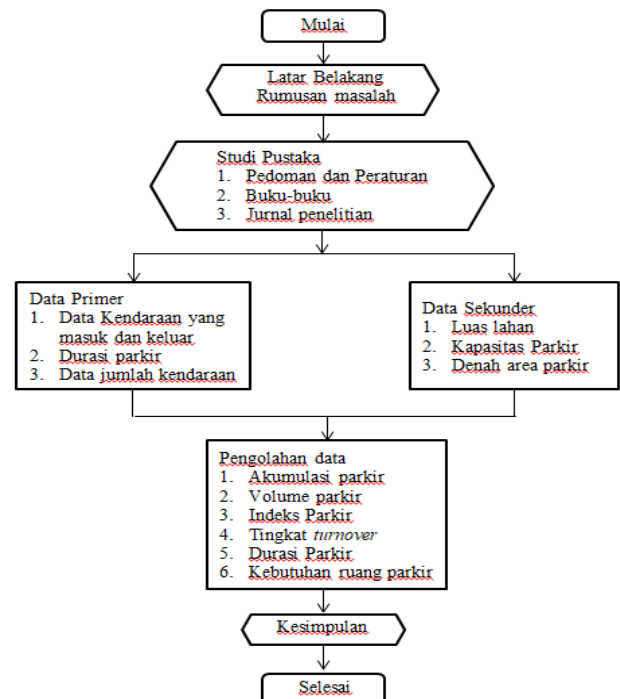 Mulai
Latar Belakang
Rumusan masalah
Studi Pustaka
1. Pedoman dan Peraturan
2. Buku-buku
3. Jurnal penelitian
Data Primer
1. Data Kendaraan yang
masuk dan keluar
2. Durasi parkir
3. Data jumlah kendaraan
Data Sekunder
1. Luas lahan
2. Kapasitas Parkir
3. Denah area parkir
Pengolahan data
1. Akumulasi parkir
2. Volume parkir
3. Indeks Parkir
4. Tingkat turnover
5. Durasi Parkir
6. Kebutuhan ruang parkir
Kesimpulan
Selesai